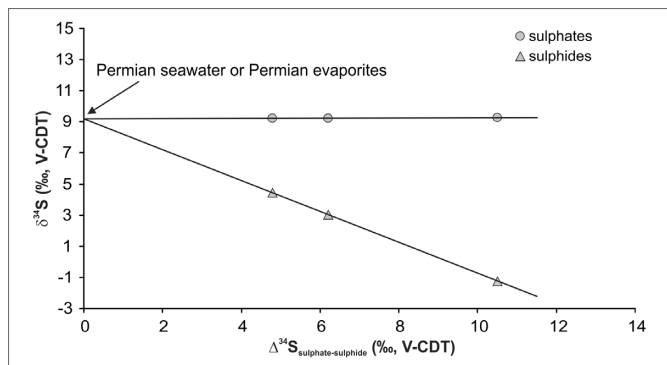 15
13
11
9
7
5
3
1
-1
-3
δ³⁴S (‰, V-CDT)
sulphates
sulphides
Permian seawater or Permian evaporites
0 2 4 6 8 10 12 14
Δ³⁴Ssulphate-sulphide (‰, V-CDT)